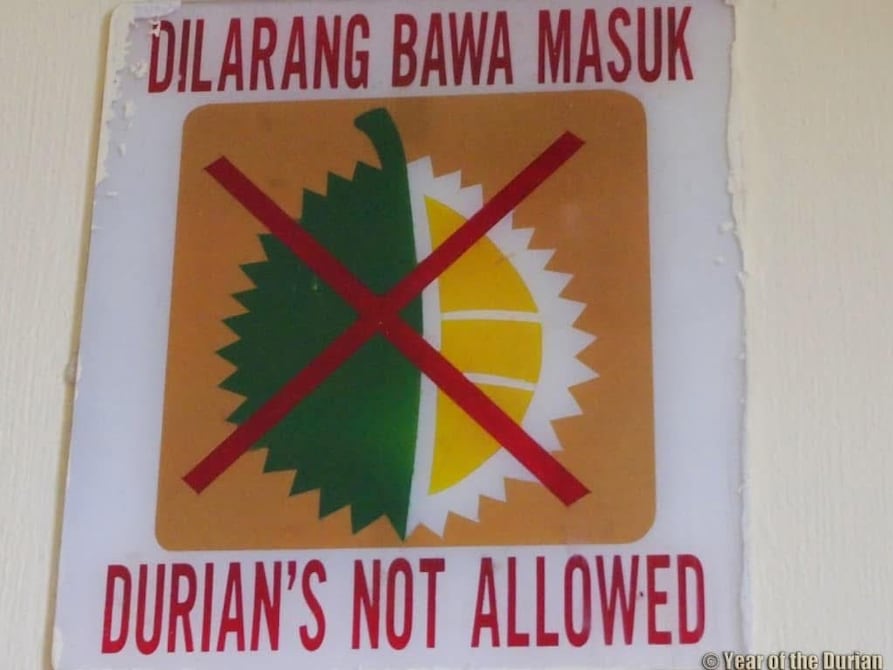 DILARANG BAWA MASUK
DURIAN'S NOT ALLOWED
© Year of the Durian